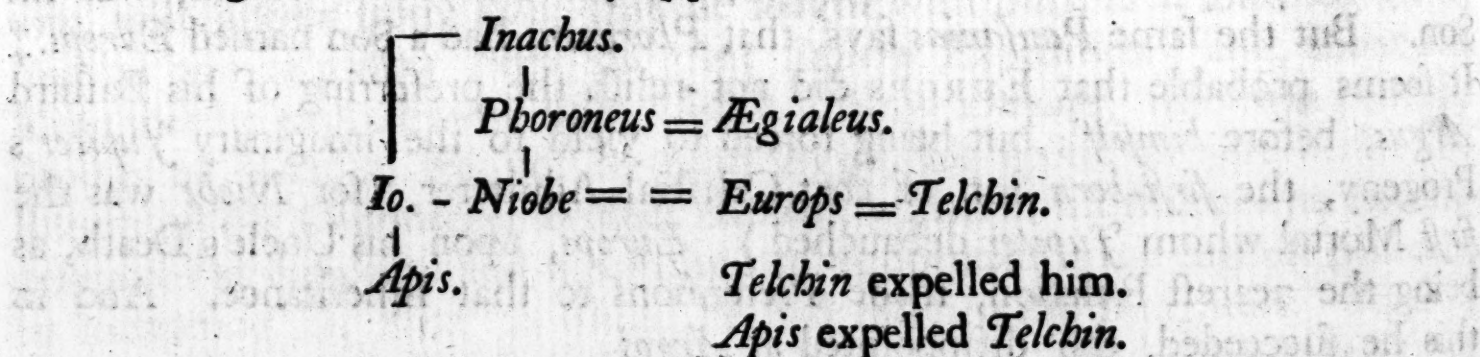 Inachus.
Phoroneus = Ægialeus.
Io. - Niobe = = Europs = Telchin.
Apis. Telchin expelled him.
Apis expelled Telchin.